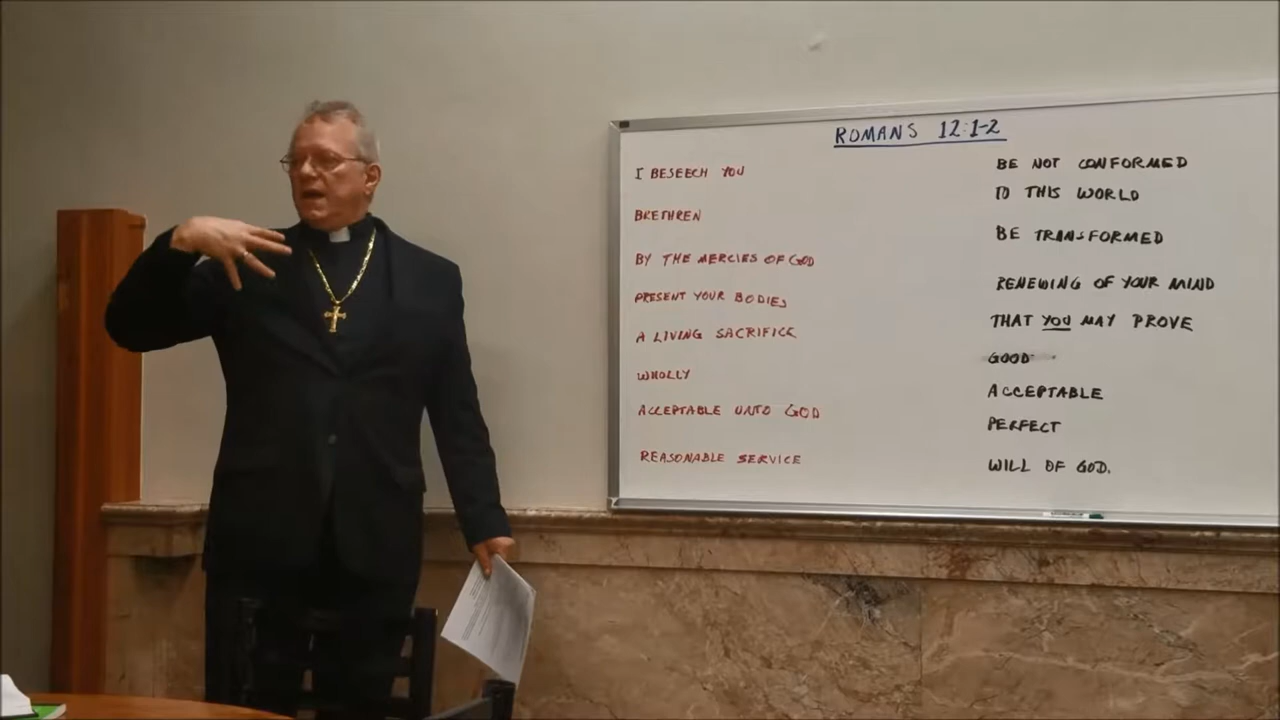 ROMANS 12:1-2
I BESEECH YOU
BRETHREN
BY THE MERCIES OF GOD
PRESENT YOUR BODIES
A LIVING SACRIFICE
WHOLLY
ACCEPTABLE UNTO GOD
REASONABLE SERVICE
BE NOT CONFORMED
TO THIS WORLD
BE TRANSFORMED
RENEWING OF YOUR MIND
THAT YOU MAY PROVE
GOOD
ACCEPTABLE
PERFECT
WILL OF GOD.